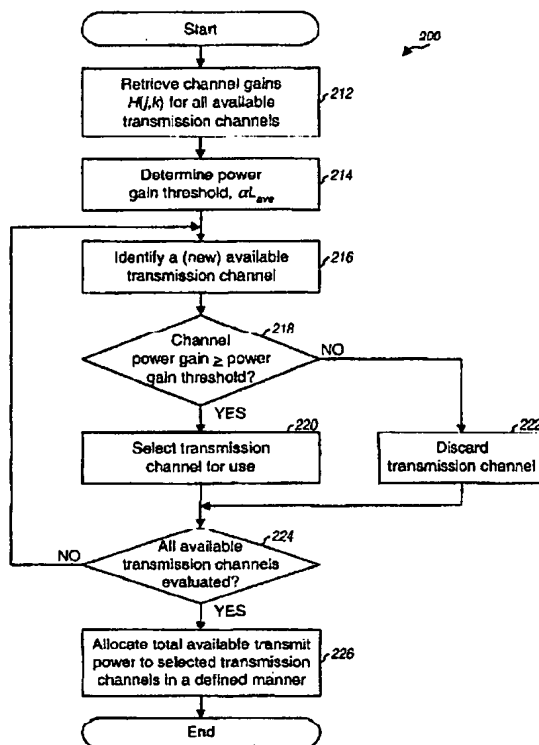 Start
200
Retrieve channel gains
H(j,k) for all available
transmission channels
212
Determine power
gain threshold, αLave
214
Identify a (new) available
transmission channel
216
218
Channel
power gain ≥ power
gain threshold?
NO
YES
220
Select transmission
channel for use
222
Discard
transmission channel
224
All available
transmission channels
evaluated?
NO
YES
Allocate total available transmit
power to selected transmission
channels in a defined manner
226
End